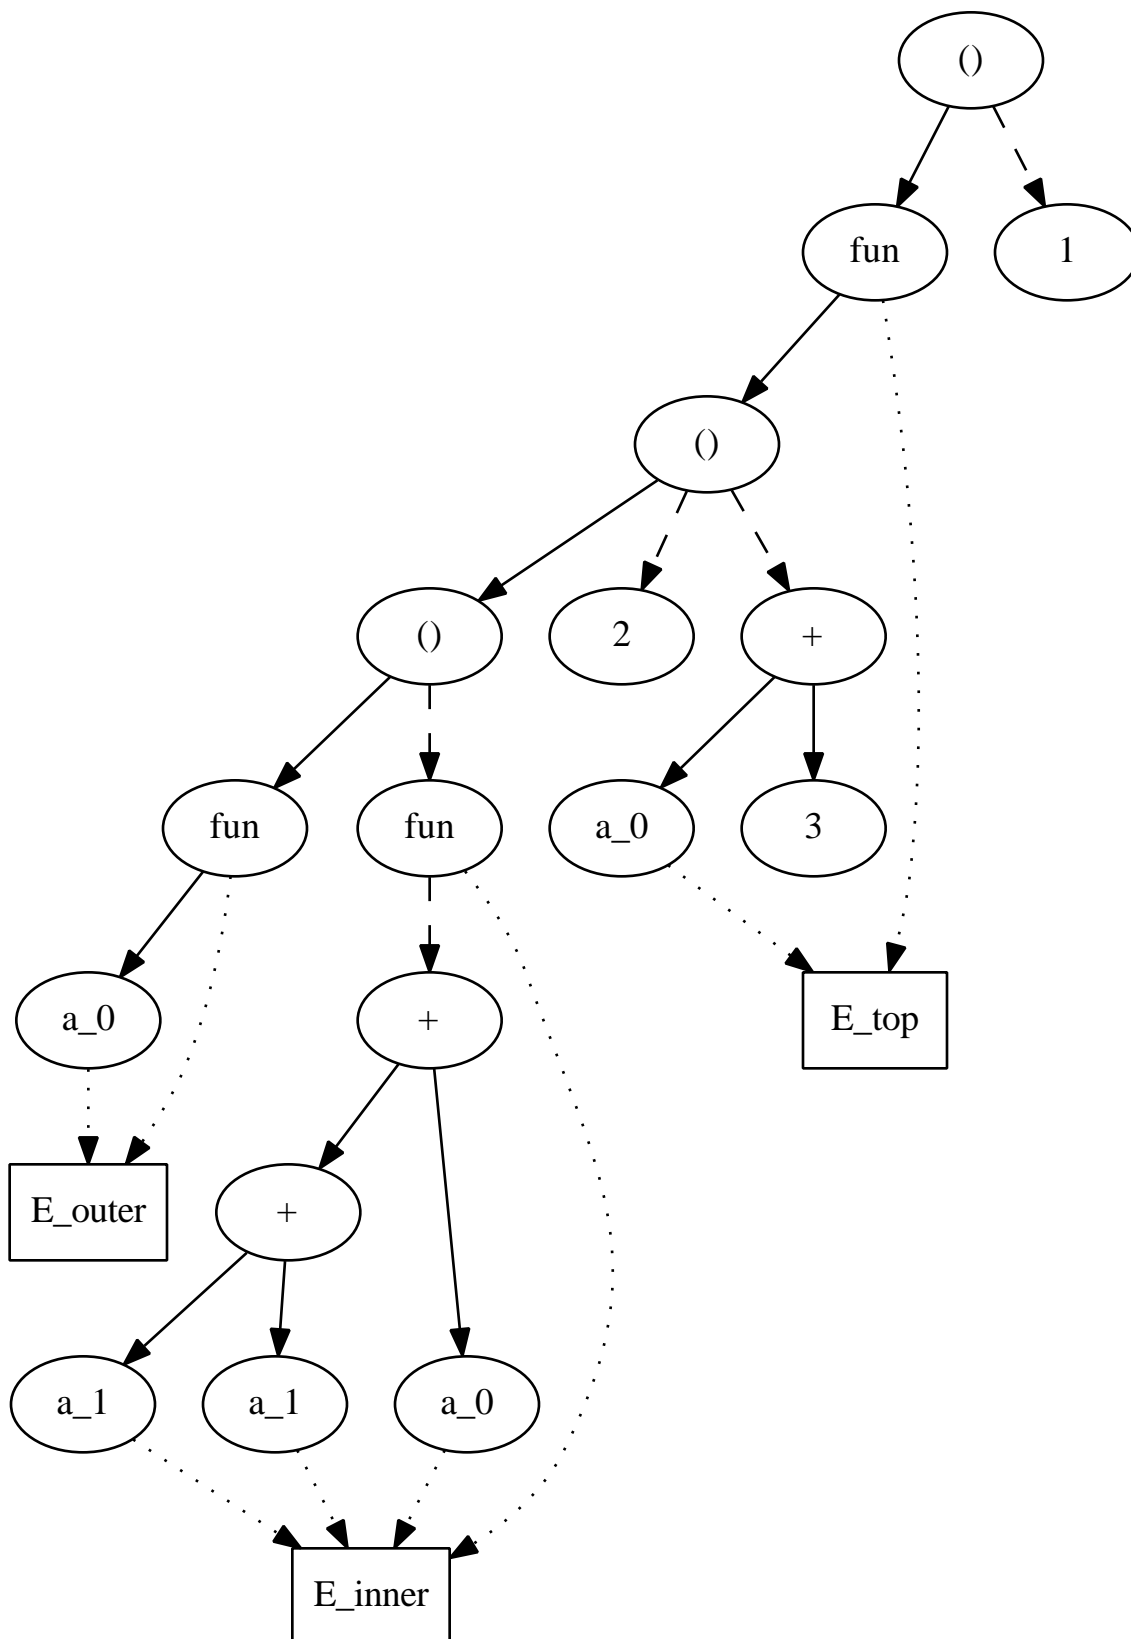 ()
fun
1
()
()
2
+
fun
fun
a_0
3
a_0
+
E_top
E_outer
+
a_1
a_1
a_0
E_inner